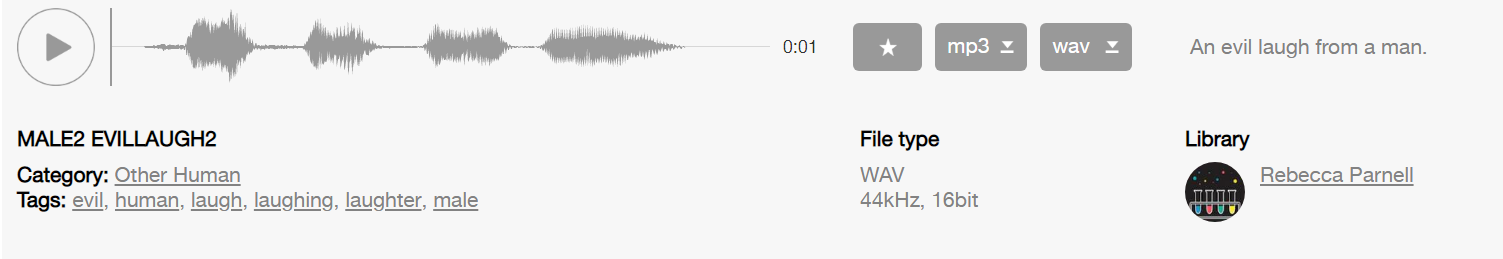 0:01
mp3
wav
An evil laugh from a man.
MALE2 EVILLAUGH2
Category: Other Human
Tags: evil, human, laugh, laughing, laughter, male
File type
WAV
44kHz, 16bit
Library
Rebecca Parnell